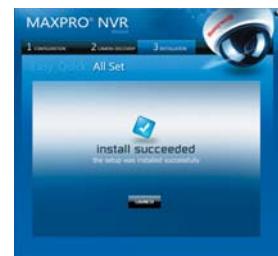 MAXPRO® NVR
1 CONFIGURATION 2 CAMERA DISCOVERY 3 INSTALLATION
Easy. Quick. All Set
install succeeded
the setup was installed successfully
LAUNCH